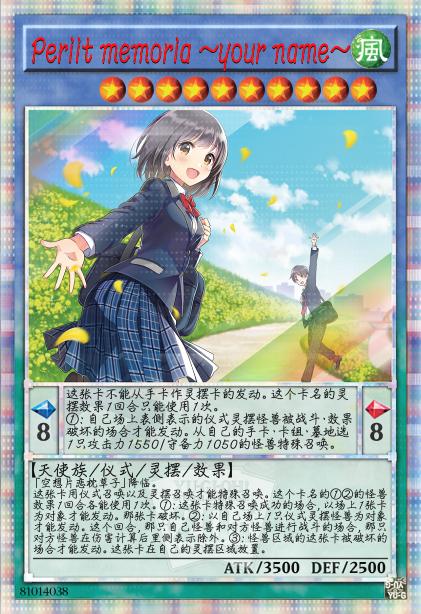 Perlit memoria ～your name～
風
这张卡不能从手卡作灵摆卡的发动。这个卡名的灵
摆效果1回合只能使用1次。
①:自己场上表侧表示的仪式灵摆怪兽被战斗·效果
破坏的场合才能发动。从自己的手卡·卡组·墓地选
1只攻击力1550/守备力1050的怪兽特殊召唤。
8
8
【天使族/仪式/灵摆/效果】
「空想片恋枕草子」降临。
这张卡用仪式召唤以及灵摆召唤才能特殊召唤。这个卡名的①②的怪兽
效果1回合各能使用1次。①:这张卡特殊召唤成功的场合,以场上1张卡
为对象才能发动。那张卡破坏。②:以自己场上1只仪式灵摆怪兽为对象
才能发动。这个回合,那只自己怪兽和对方怪兽进行战斗的场合,那只
对方怪兽在伤害计算后里侧表示除外。③:怪兽区域的这张卡被破坏的
场合才能发动。这张卡在自己的灵摆区域放置。
ATK/3500 DEF/2500
81014038